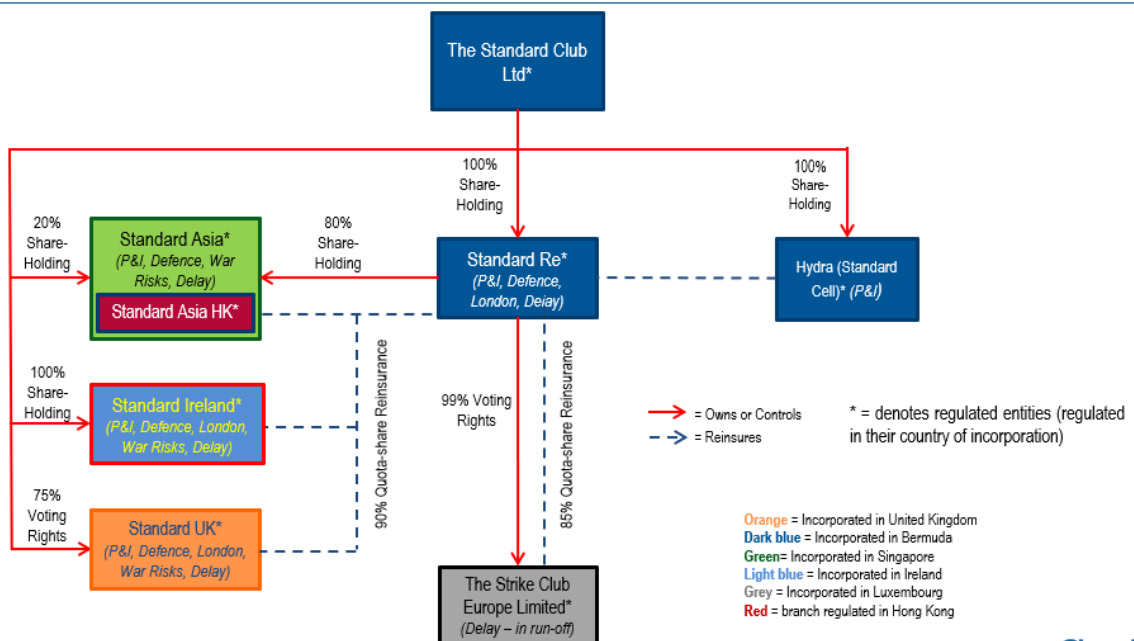 The Standard Club
Ltd*
100%
Share-
Holding
100%
Share-
Holding
20%
Share-
Holding
80%
Share-
Holding
Standard Asia*
(P&I, Defence, War
Risks, Delay)
Standard Asia HK*
Standard Re*
(P&I, Defence,
London, Delay)
Hydra (Standard
Cell)* (P&I)
100%
Share-
Holding
Standard Ireland*
(P&I, Defence, London,
War Risks, Delay)
90% Quota-share Reinsurance
99% Voting
Rights
85% Quota-share Reinsurance
= Owns or Controls
= Reinsures
* = denotes regulated entities (regulated
in their country of incorporation)
75%
Voting
Rights
Standard UK*
(P&I, Defence, London,
War Risks, Delay)
The Strike Club
Europe Limited*
(Delay – in run-off)
Orange = Incorporated in United Kingdom
Dark blue = Incorporated in Bermuda
Green= Incorporated in Singapore
Light blue = Incorporated in Ireland
Grey = Incorporated in Luxembourg
Red = branch regulated in Hong Kong